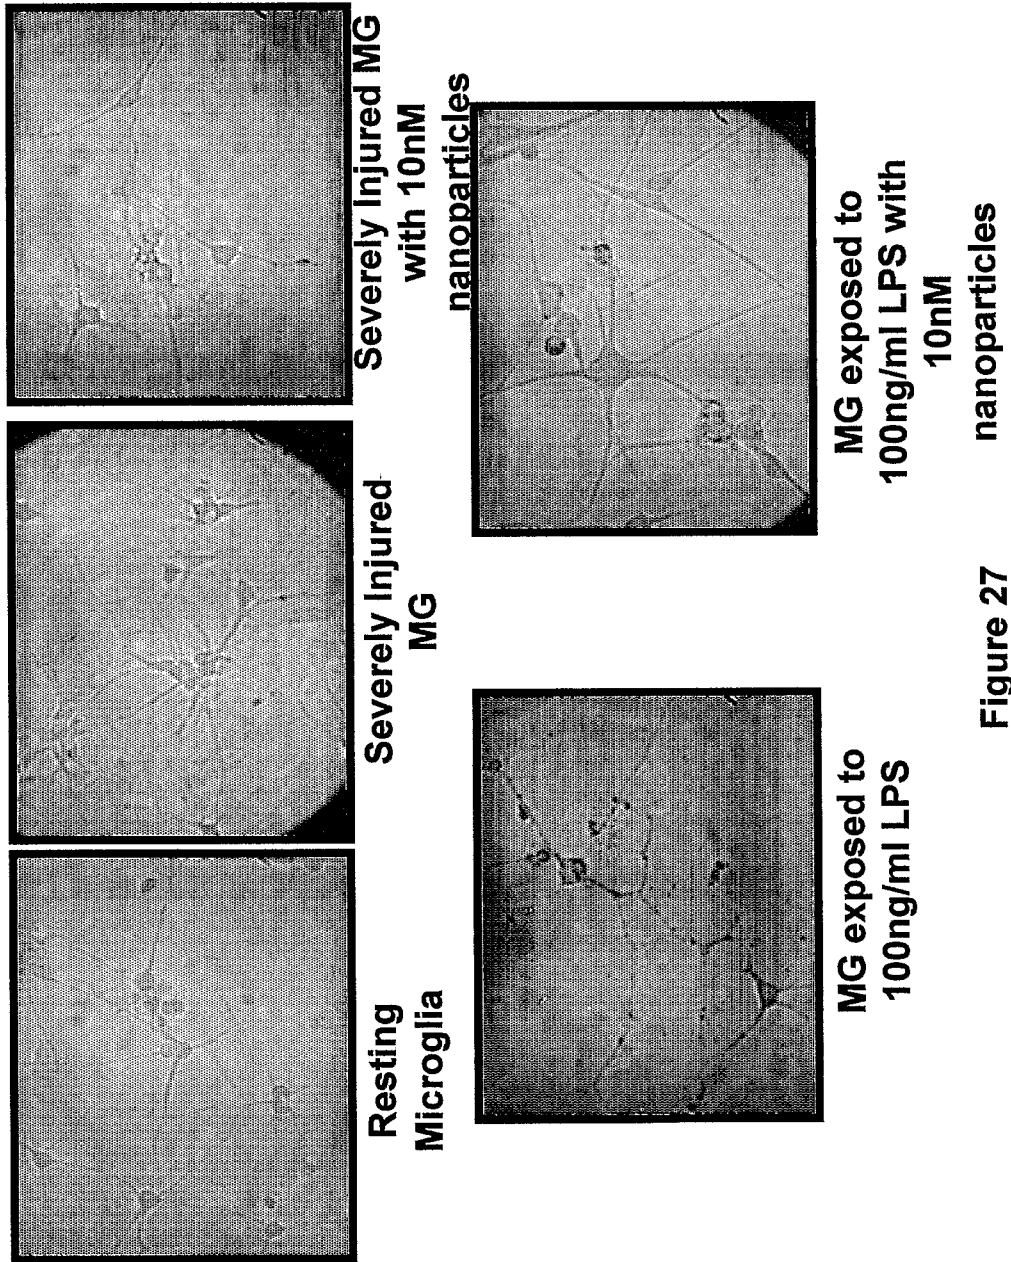 Resting
Microglia
Severely Injured
MG
Severely Injured MG
with 10nM
nanoparticles
MG exposed to
100ng/ml LPS
MG exposed to
100ng/ml LPS with
10nM
nanoparticles
Figure 27